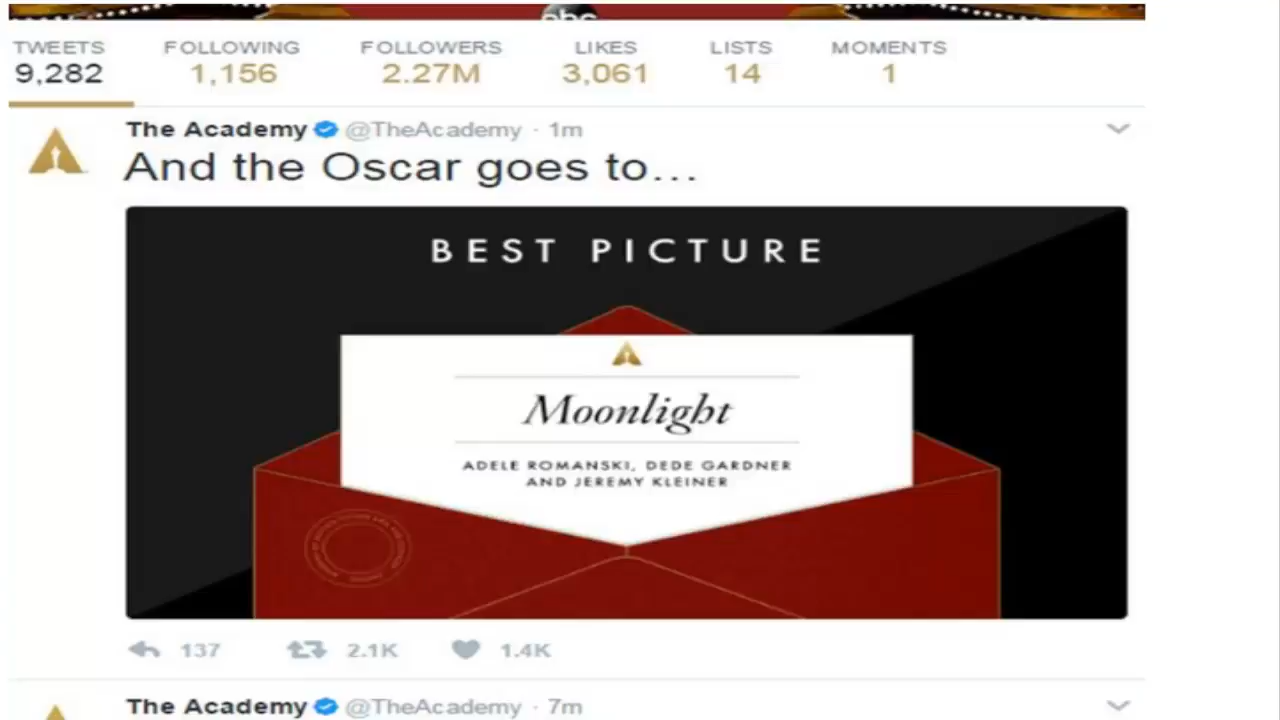 abc
TWEETS FOLLOWING FOLLOWERS LIKES LISTS MOMENTS
9,282 1,156 2.27M 3,061 14 1
The Academy @TheAcademy · 1m
And the Oscar goes to...
BEST PICTURE
Moonlight
ADELE ROMANSKI, DEDE GARDNER
AND JEREMY KLEINER
137 2.1K 1.4K
The Academy @TheAcademy · 7m